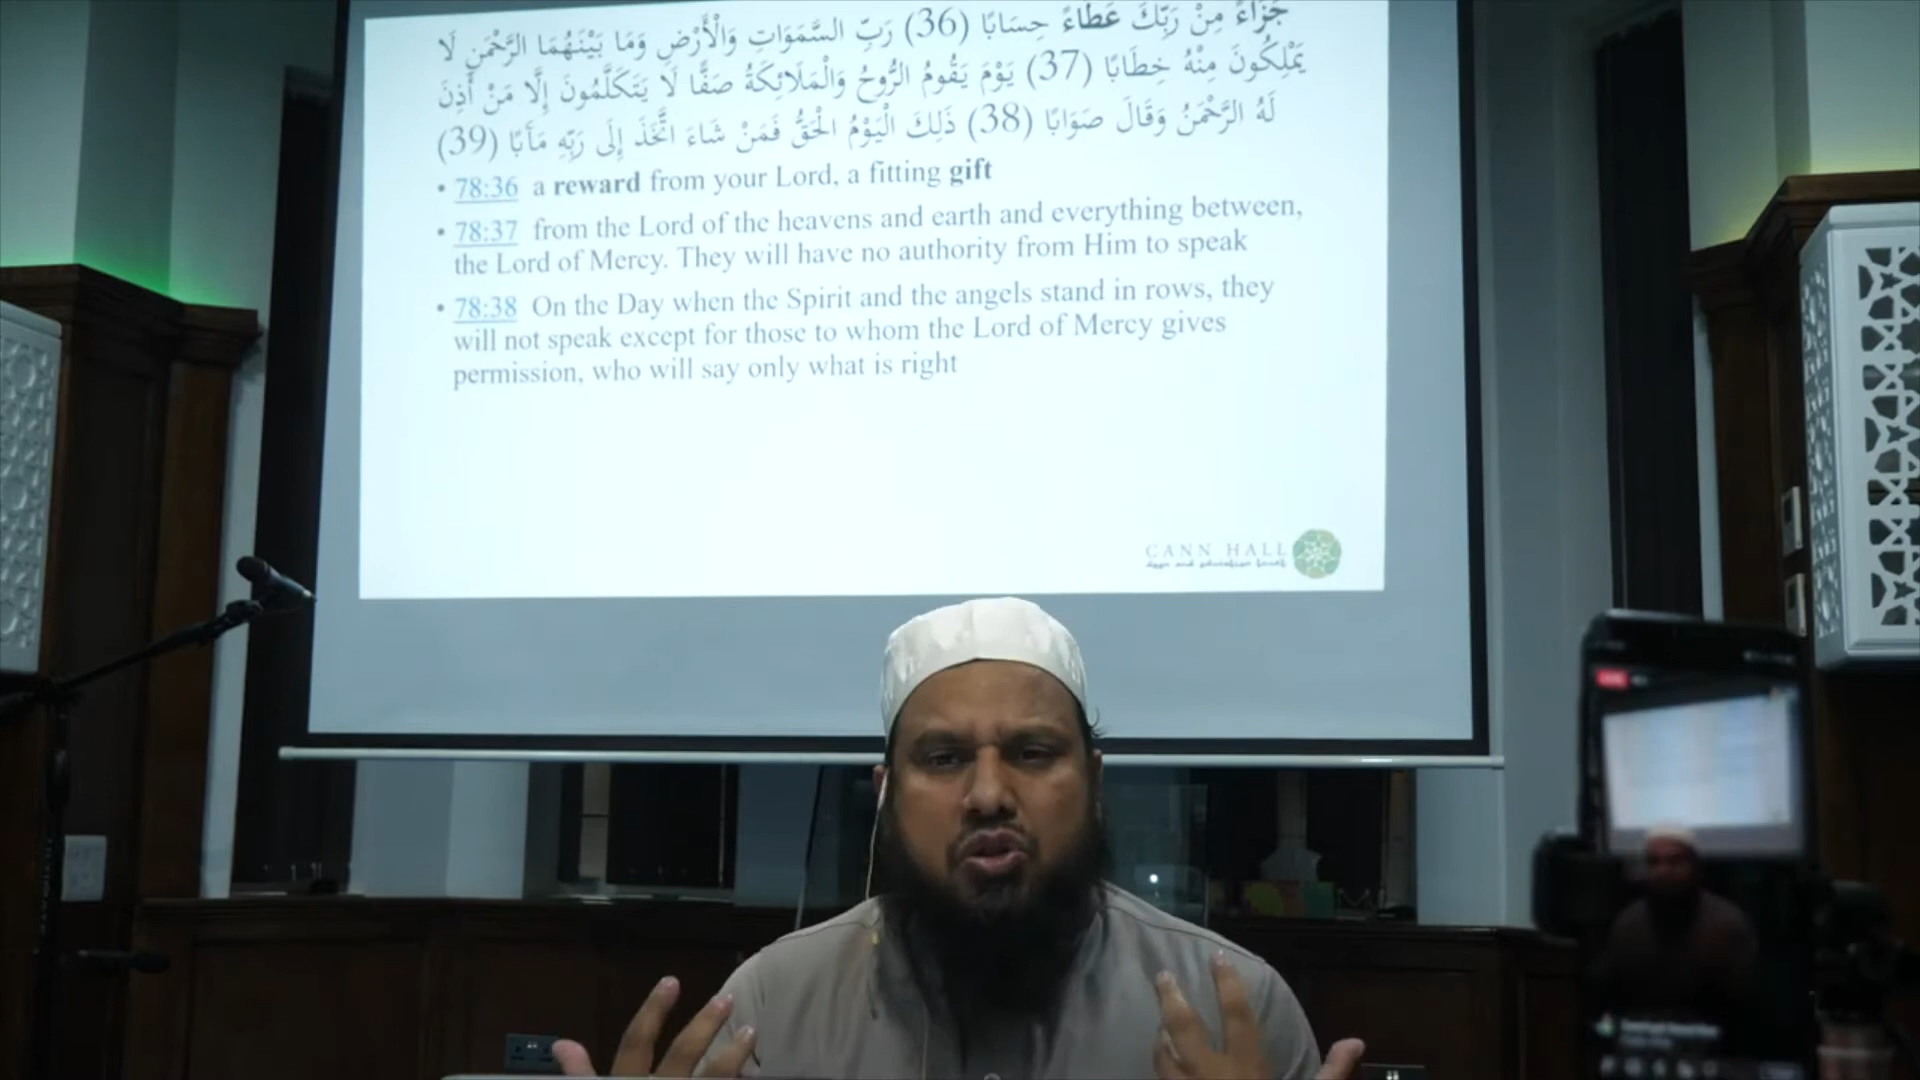 جَزَاءً مِنْ رَبِّكَ عَطَاءً حِسَابًا (36) رَبِّ السَّمَوَاتِ وَالْأَرْضِ وَمَا بَيْنَهُمَا الرَّحْمَنِ لَا
يَمْلِكُونَ مِنْهُ خِطَابًا (37) يَوْمَ يَقُومُ الرُّوحُ وَالْمَلَائِكَةُ صَفًّا لَا يَتَكَلَّمُونَ إِلَّا مَنْ أَذِنَ
لَهُ الرَّحْمَنُ وَقَالَ صَوَابًا (38) ذَلِكَ الْيَوْمُ الْحَقُّ فَمَنْ شَاءَ اتَّخَذَ إِلَى رَبِّهِ مَآبًا (39)
• 78:36 a reward from your Lord, a fitting gift
• 78:37 from the Lord of the heavens and earth and everything between,
the Lord of Mercy. They will have no authority from Him to speak
• 78:38 On the Day when the Spirit and the angels stand in rows, they
will not speak except for those to whom the Lord of Mercy gives
permission, who will say only what is right
CANN HALL
deen and education trust